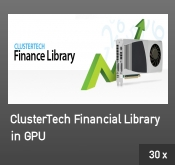 CLUSTERTECH
Finance Library
ClusterTech Financial Library
in GPU
30 x